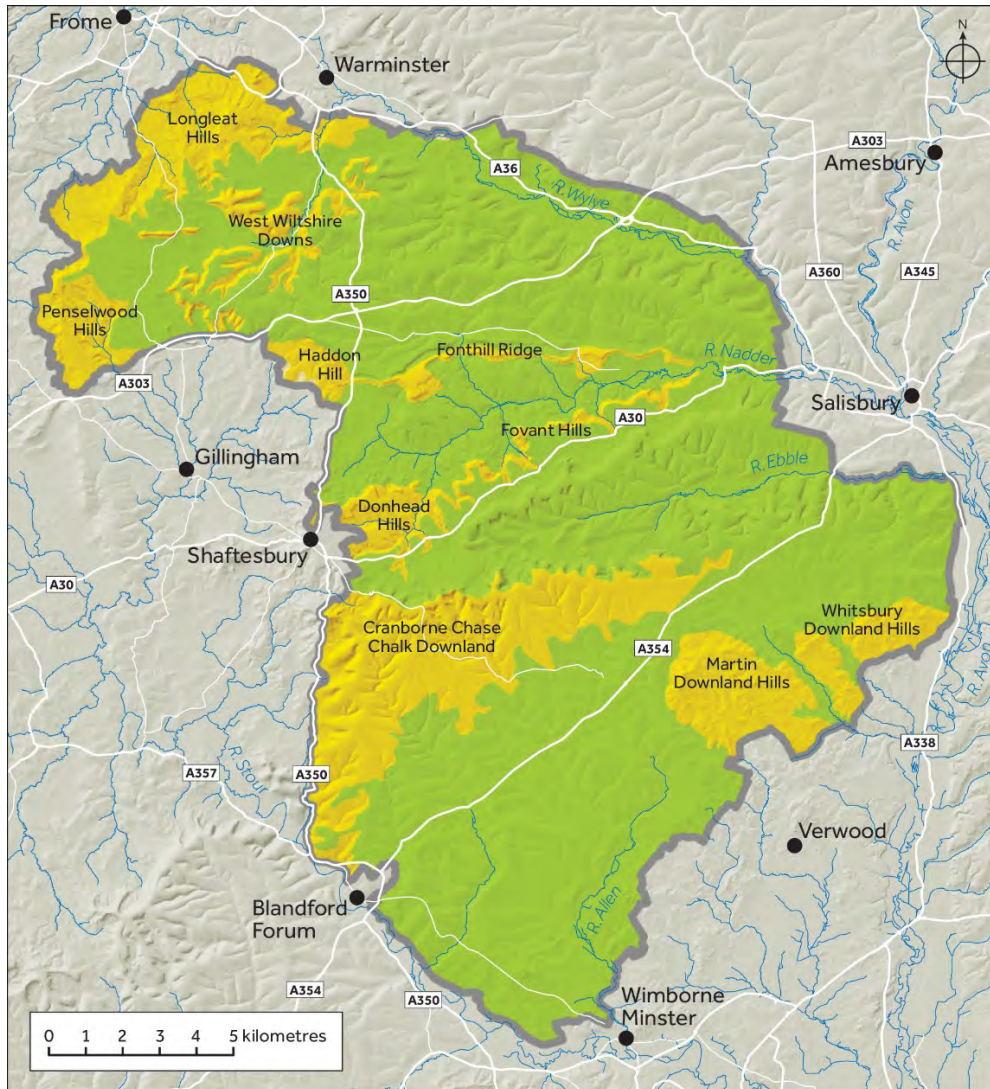 Frome
N
Warminster
Longleat
Hills
A303
Amesbury
A36
R. Wylye
R. Avon
West Wiltshire
Downs
A360
A345
A350
Penselwood
Hills
Haddon
Hill
Fonthill Ridge
R. Nadder
A303
Salisbury
A30
Fovant Hills
Gillingham
R. Ebble
Donhead
Hills
Shaftesbury
A30
Whitsbury
Downland Hills
Cranborne Chase
Chalk Downland
A354
Martin
Downland Hills
R. Avon
A338
R. Stour
A357
A350
Verwood
Blandford
Forum
R. Allen
A354
A350
Wimborne
Minster
0 1 2 3 4 5 kilometres